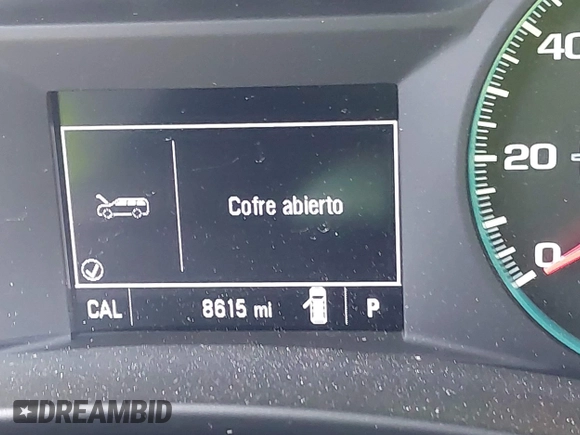 40
20
0
Cofre abierto
CAL 8615 mi P
DREAMBID